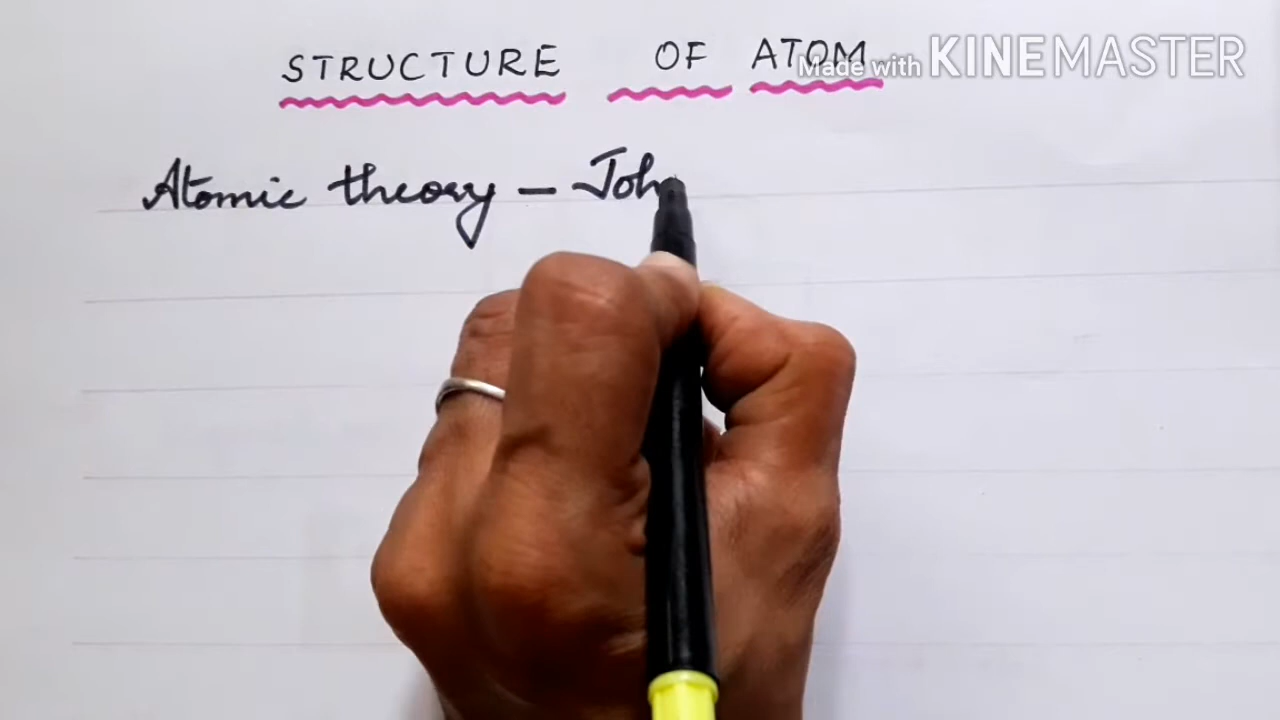 STRUCTURE OF ATOM
Made with KINEMASTER
Atomic theory - Joh